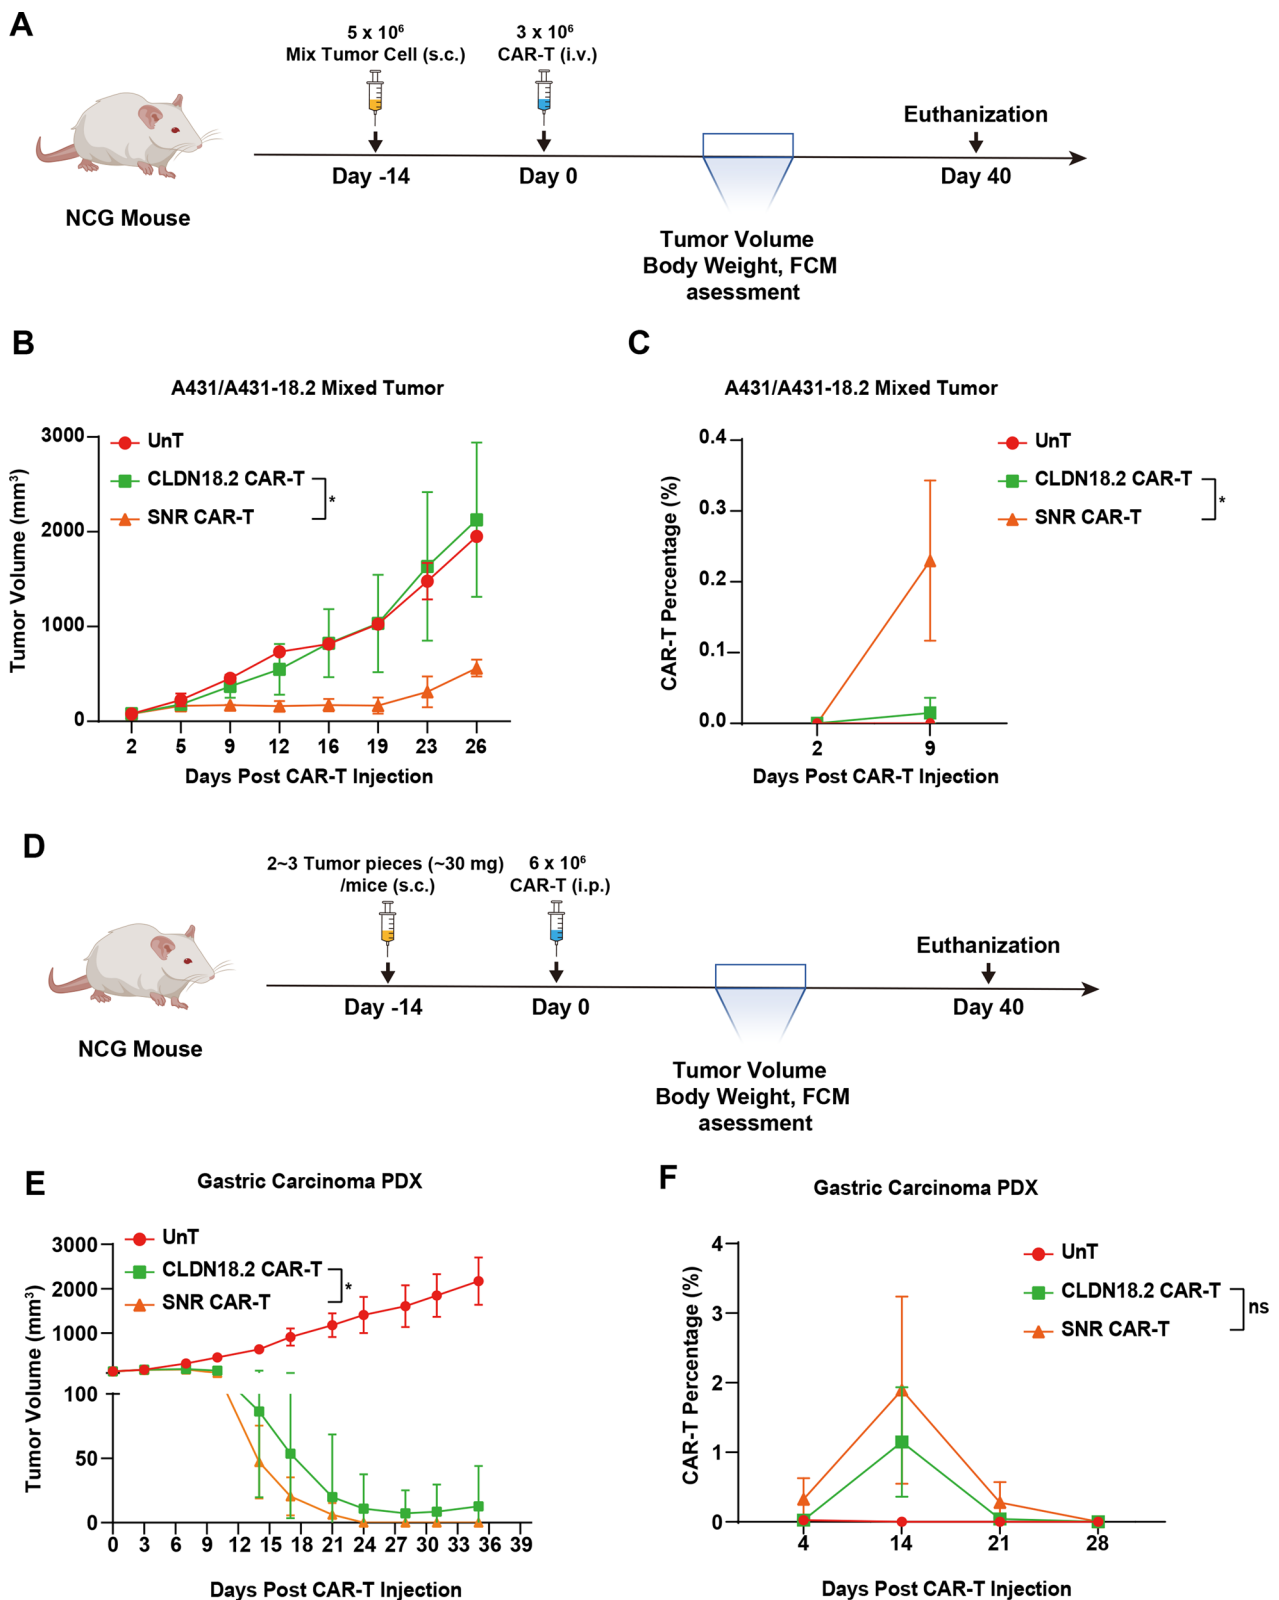 A
5 x 10⁶
Mix Tumor Cell (s.c.)
3 x 10⁶
CAR-T (i.v.)
Euthanization
Day -14
Day 0
Day 40
NCG Mouse
Tumor Volume
Body Weight, FCM
asessment
B
A431/A431-18.2 Mixed Tumor
UnT
CLDN18.2 CAR-T
SNR CAR-T
*
Tumor Volume (mm³)
3000
2000
1000
0
2 5 9 12 16 19 23 26
Days Post CAR-T Injection
C
A431/A431-18.2 Mixed Tumor
UnT
CLDN18.2 CAR-T
SNR CAR-T
*
CAR-T Percentage (%)
0.4
0.3
0.2
0.1
0.0
2 9
Days Post CAR-T Injection
D
2~3 Tumor pieces (~30 mg)
/mice (s.c.)
6 x 10⁶
CAR-T (i.p.)
Euthanization
Day -14
Day 0
Day 40
NCG Mouse
Tumor Volume
Body Weight, FCM
asessment
E
Gastric Carcinoma PDX
UnT
CLDN18.2 CAR-T
SNR CAR-T
*
Tumor Volume (mm³)
3000
2000
1000
100
50
0
0 3 6 9 12 15 18 21 24 27 30 33 36 39
Days Post CAR-T Injection
F
Gastric Carcinoma PDX
UnT
CLDN18.2 CAR-T
SNR CAR-T
ns
CAR-T Percentage (%)
4
3
2
1
0
4 14 21 28
Days Post CAR-T Injection